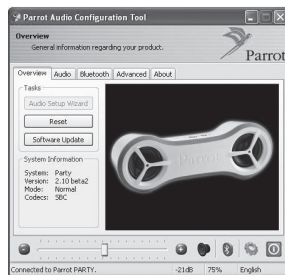 Parrot Audio Configuration Tool
Overview
General information regarding your product.
Parrot
Overview Audio Bluetooth Advanced About
Tasks
Audio Setup Wizard
Reset
Software Update
System Information
System: Party
Version: 2.10 beta2
Mode: Normal
Codecs: SBC
Parrot
Connected to Parrot PARTY. -21dB 75% English